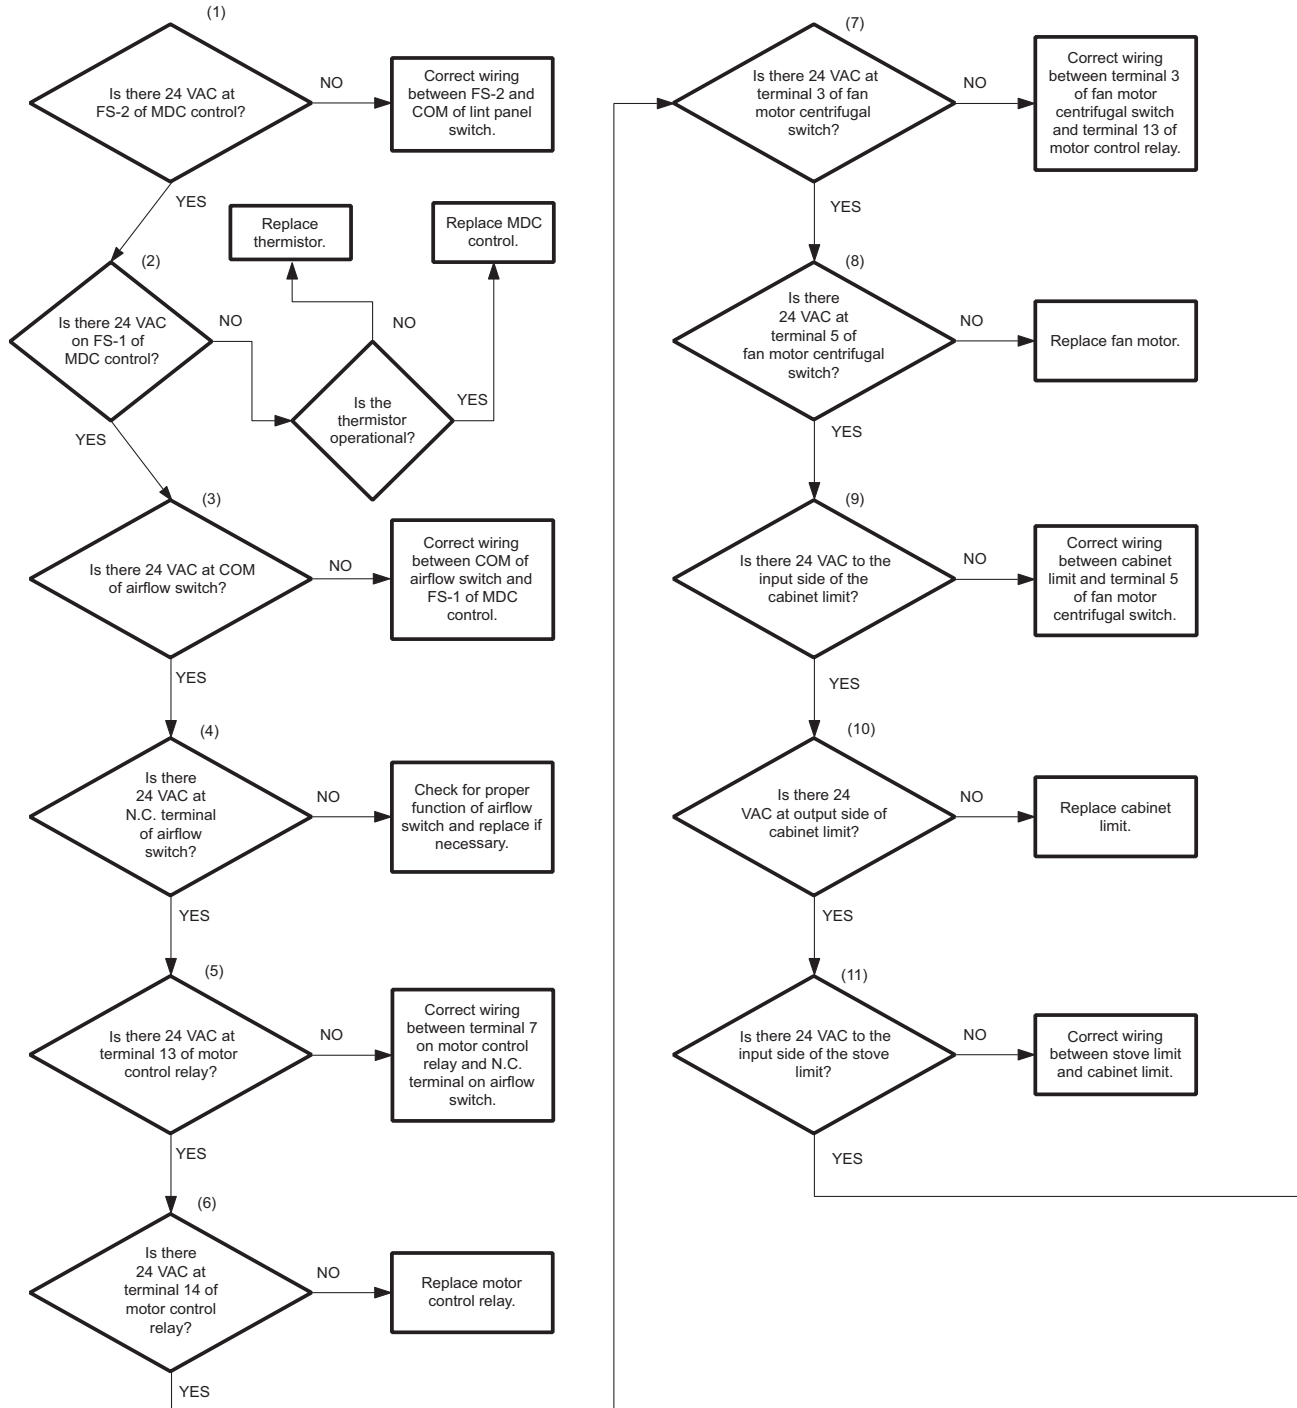 (1)
Is there 24 VAC at
FS-2 of MDC control?
NO
Correct wiring
between FS-2 and
COM of lint panel
switch.
YES
(2)
Is there 24 VAC
on FS-1 of
MDC control?
NO
Replace
thermistor.
Replace MDC
control.
NO
YES
Is the
thermistor
operational?
YES
(3)
Is there 24 VAC at COM
of airflow switch?
NO
Correct wiring
between COM of
airflow switch and
FS-1 of MDC
control.
YES
(4)
Is there
24 VAC at
N.C. terminal
of airflow
switch?
NO
Check for proper
function of airflow
switch and replace if
necessary.
YES
(5)
Is there 24 VAC at
terminal 13 of motor
control relay?
NO
Correct wiring
between terminal 7
on motor control
relay and N.C.
terminal on airflow
switch.
YES
(6)
Is there
24 VAC at
terminal 14 of
motor control
relay?
NO
Replace motor
control relay.
YES
(7)
Is there 24 VAC at
terminal 3 of fan
motor centrifugal
switch?
NO
Correct wiring
between terminal 3
of fan motor
centrifugal switch
and terminal 13 of
motor control relay.
YES
(8)
Is there
24 VAC at
terminal 5 of
fan motor centrifugal
switch?
NO
Replace fan motor.
YES
(9)
Is there 24 VAC to the
input side of the
cabinet limit?
NO
Correct wiring
between cabinet
limit and terminal 5
of fan motor
centrifugal switch.
YES
(10)
Is there 24
VAC at output side of
cabinet limit?
NO
Replace cabinet
limit.
YES
(11)
Is there 24 VAC to the
input side of the stove
limit?
NO
Correct wiring
between stove limit
and cabinet limit.
YES